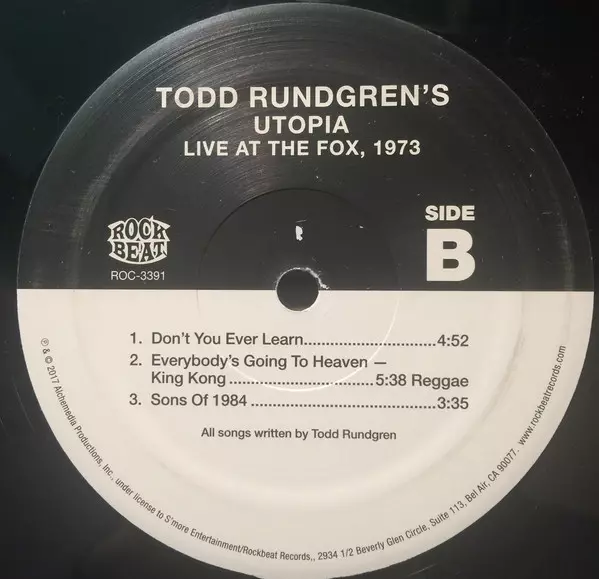 TODD RUNDGREN'S
UTOPIA
LIVE AT THE FOX, 1973
ROCK
BEAT
ROC-3391
SIDE
B
1. Don't You Ever Learn..............................4:52
2. Everybody's Going To Heaven —
King Kong..............................5:38 Reggae
3. Sons Of 1984......................................3:35
All songs written by Todd Rundgren
℗ & © 2017 Alchemedia Productions, Inc., under license to S'more Entertainment/Rockbeat Records,, 2934 1/2 Beverly Glen Circle, Suite 113, Bel Air, CA 90077. www.rockbeatrecords.com